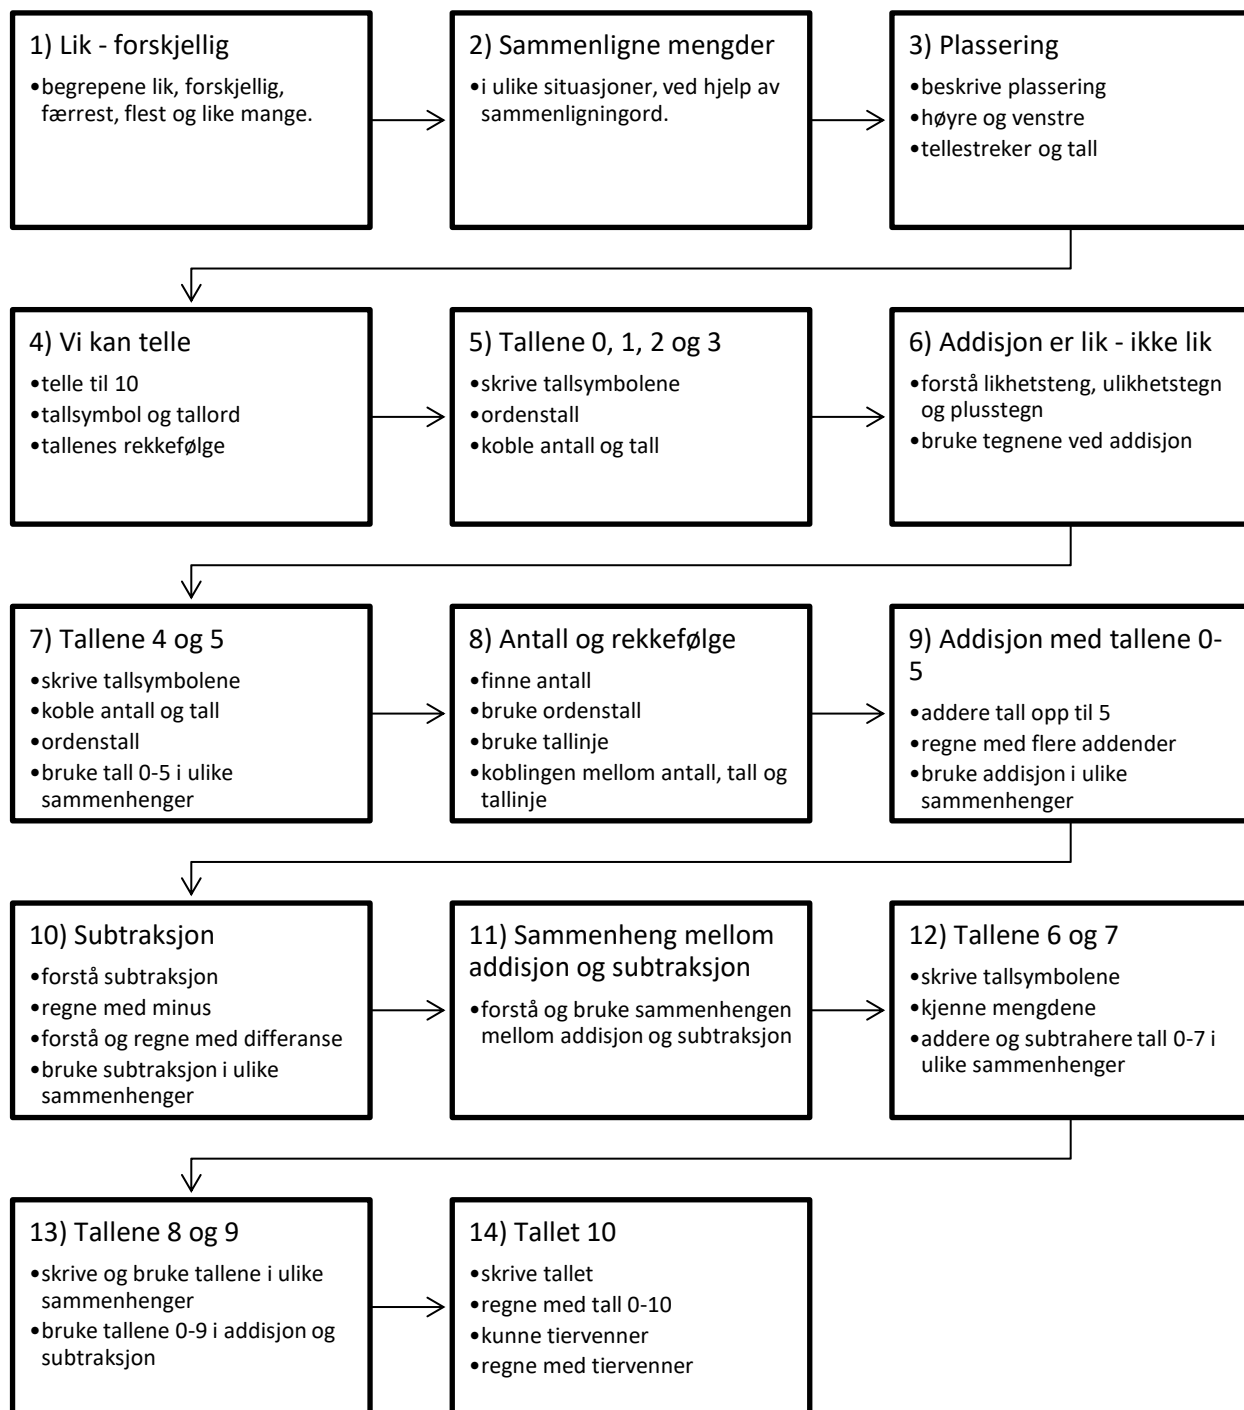 1) Lik - forskjellig
•begrepene lik, forskjellig,
færrest, flest og like mange.
2) Sammenligne mengder
•i ulike situasjoner, ved hjelp av
sammenligningord.
3) Plassering
•beskrive plassering
•høyre og venstre
•tellestreker og tall
4) Vi kan telle
•telle til 10
•tallsymbol og tallord
•tallenes rekkefølge
5) Tallene 0, 1, 2 og 3
•skrive tallsymbolene
•ordenstall
•koble antall og tall
6) Addisjon er lik - ikke lik
•forstå likhetsteng, ulikhetstegn
og plusstegn
•bruke tegnene ved addisjon
7) Tallene 4 og 5
•skrive tallsymbolene
•koble antall og tall
•ordenstall
•bruke tall 0-5 i ulike
sammenhenger
8) Antall og rekkefølge
•finne antall
•bruke ordenstall
•bruke tallinje
•koblingen mellom antall, tall og
tallinje
9) Addisjon med tallene 0-
5
•addere tall opp til 5
•regne med flere addender
•bruke addisjon i ulike
sammenhenger
10) Subtraksjon
•forstå subtraksjon
•regne med minus
•forstå og regne med differanse
•bruke subtraksjon i ulike
sammenhenger
11) Sammenheng mellom
addisjon og subtraksjon
•forstå og bruke sammenhengen
mellom addisjon og subtraksjon
12) Tallene 6 og 7
•skrive tallsymbolene
•kjenne mengdene
•addere og subtrahere tall 0-7 i
ulike sammenhenger
13) Tallene 8 og 9
•skrive og bruke tallene i ulike
sammenhenger
•bruke tallene 0-9 i addisjon og
subtraksjon
14) Tallet 10
•skrive tallet
•regne med tall 0-10
•kunne tiervenner
•regne med tiervenner